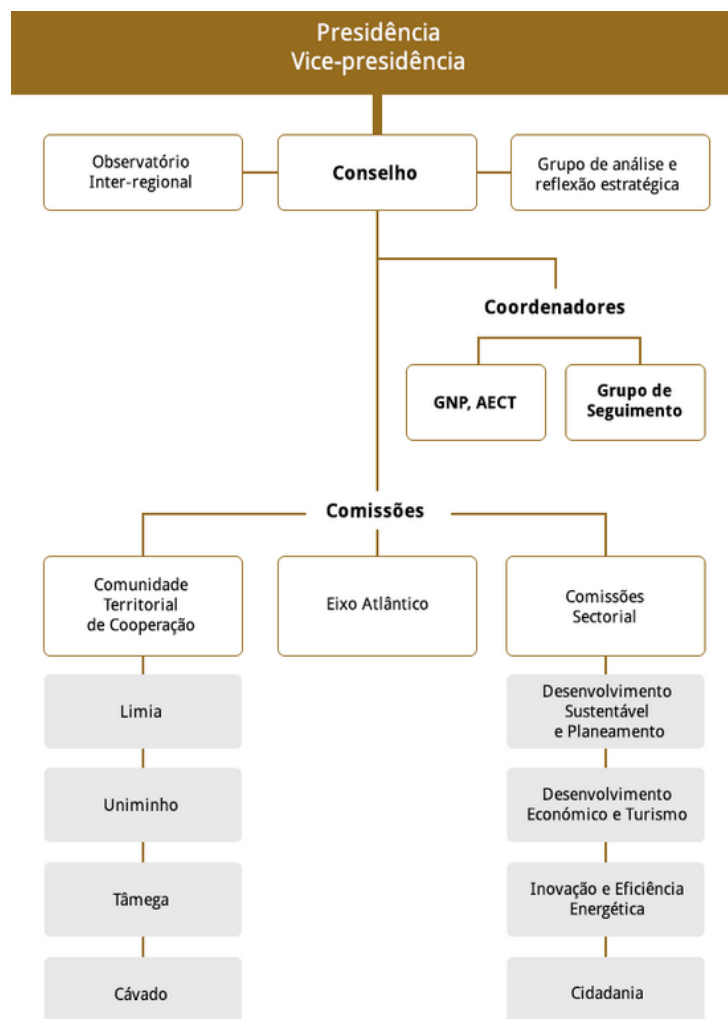 Presidência
Vice-presidência
Observatório
Inter-regional
Conselho
Grupo de análise e
reflexão estratégica
Coordenadores
GNP, AECT
Grupo de
Seguimento
Comissões
Comunidade
Territorial
de Cooperação
Eixo Atlântico
Comissões
Sectorial
Limia
Uniminho
Tâmega
Cávado
Desenvolvimento
Sustentável
e Planeamento
Desenvolvimento
Económico e Turismo
Inovação e Eficiência
Energética
Cidadania